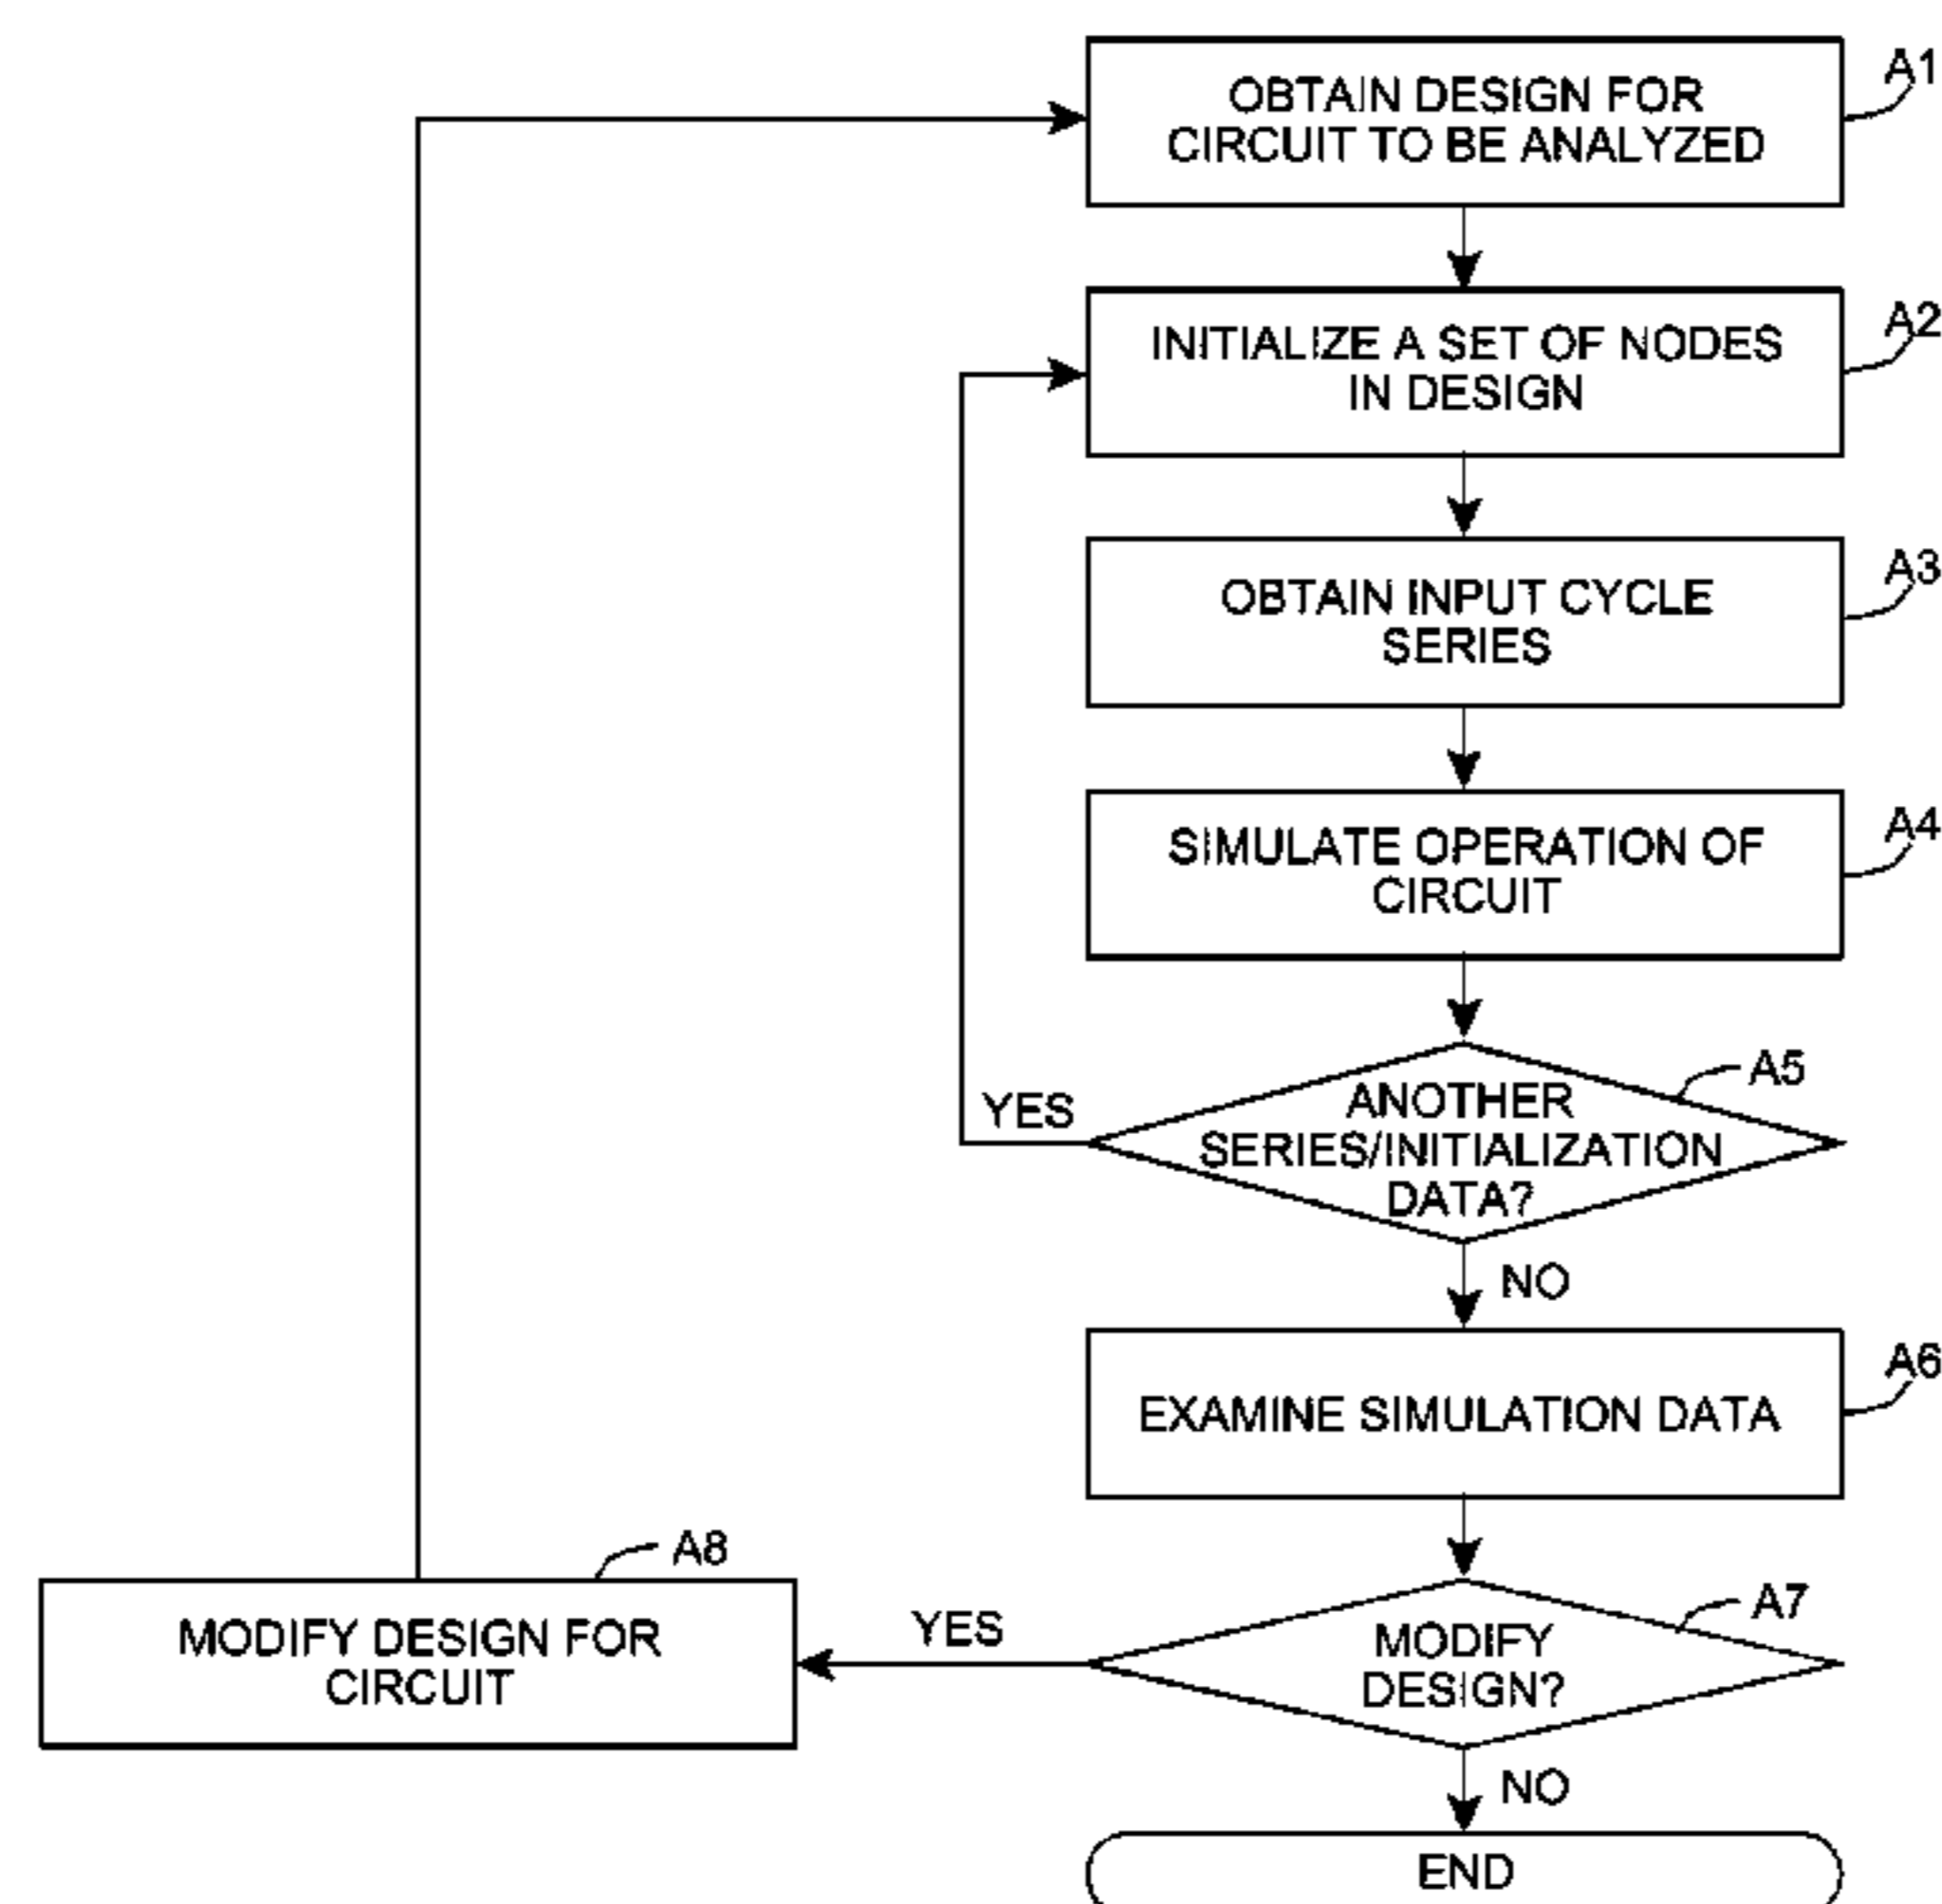 OBTAIN DESIGN FOR
CIRCUIT TO BE ANALYZED
A1
INITIALIZE A SET OF NODES
IN DESIGN
A2
OBTAIN INPUT CYCLE
SERIES
A3
SIMULATE OPERATION OF
CIRCUIT
A4
ANOTHER
SERIES/INITIALIZATION
DATA?
A5
YES
NO
EXAMINE SIMULATION DATA
A6
MODIFY
DESIGN?
A7
YES
MODIFY DESIGN FOR
CIRCUIT
A8
NO
END